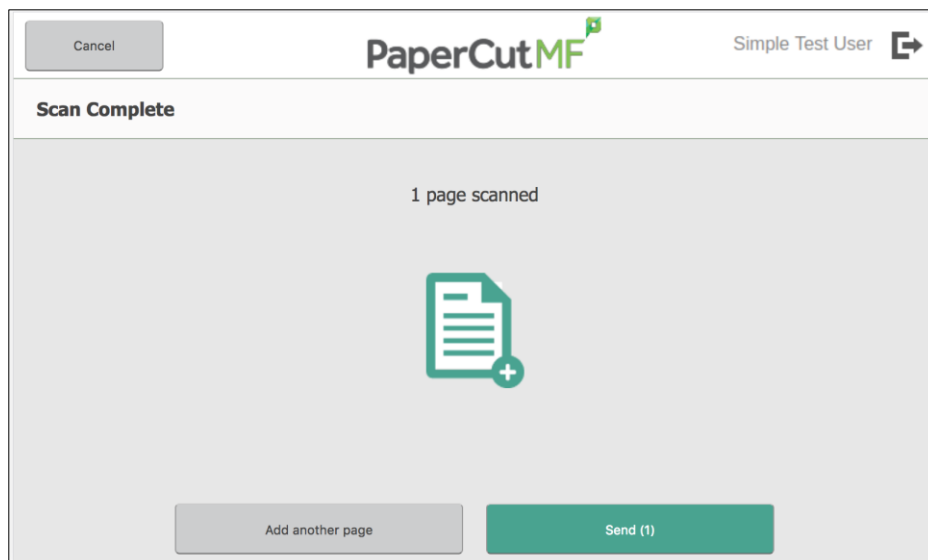 Cancel
PaperCutMF
Simple Test User
Scan Complete
1 page scanned
Add another page
Send (1)